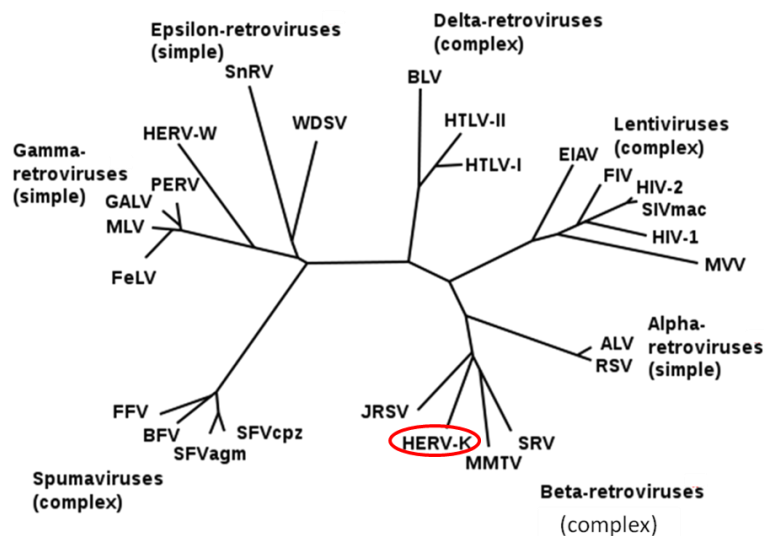 Epsilon-retroviruses
(simple)
SnRV
WDSV
HERV-W
Gamma-
retroviruses
(simple)
PERV
GALV
MLV
FeLV
Delta-retroviruses
(complex)
BLV
HTLV-II
HTLV-I
Lentiviruses
(complex)
EIAV
FIV
HIV-2
SIVmac
HIV-1
MVV
Alpha-
retroviruses
(simple)
ALV
RSV
JRSV
HERV-K
MMTV
SRV
Beta-retroviruses
(complex)
FFV
BFV
SFVagm
SFVcpz
Spumaviruses
(complex)